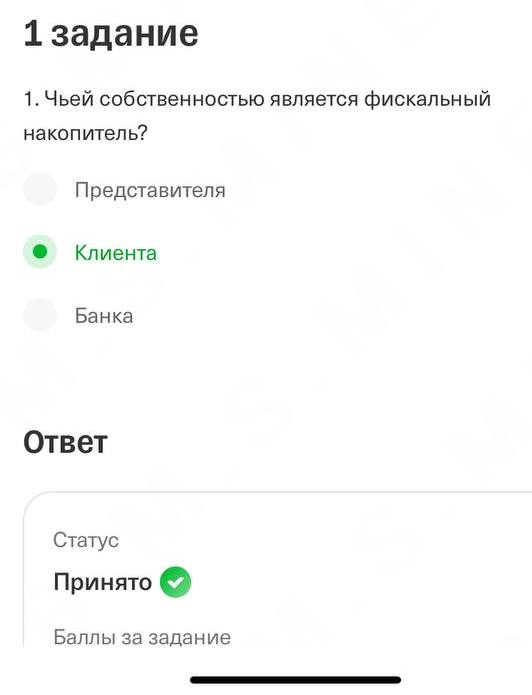 1 задание
1. Чьей собственностью является фискальный
накопитель?
Представителя
Клиента
Банка
Ответ
Статус
Принято
Баллы за задание